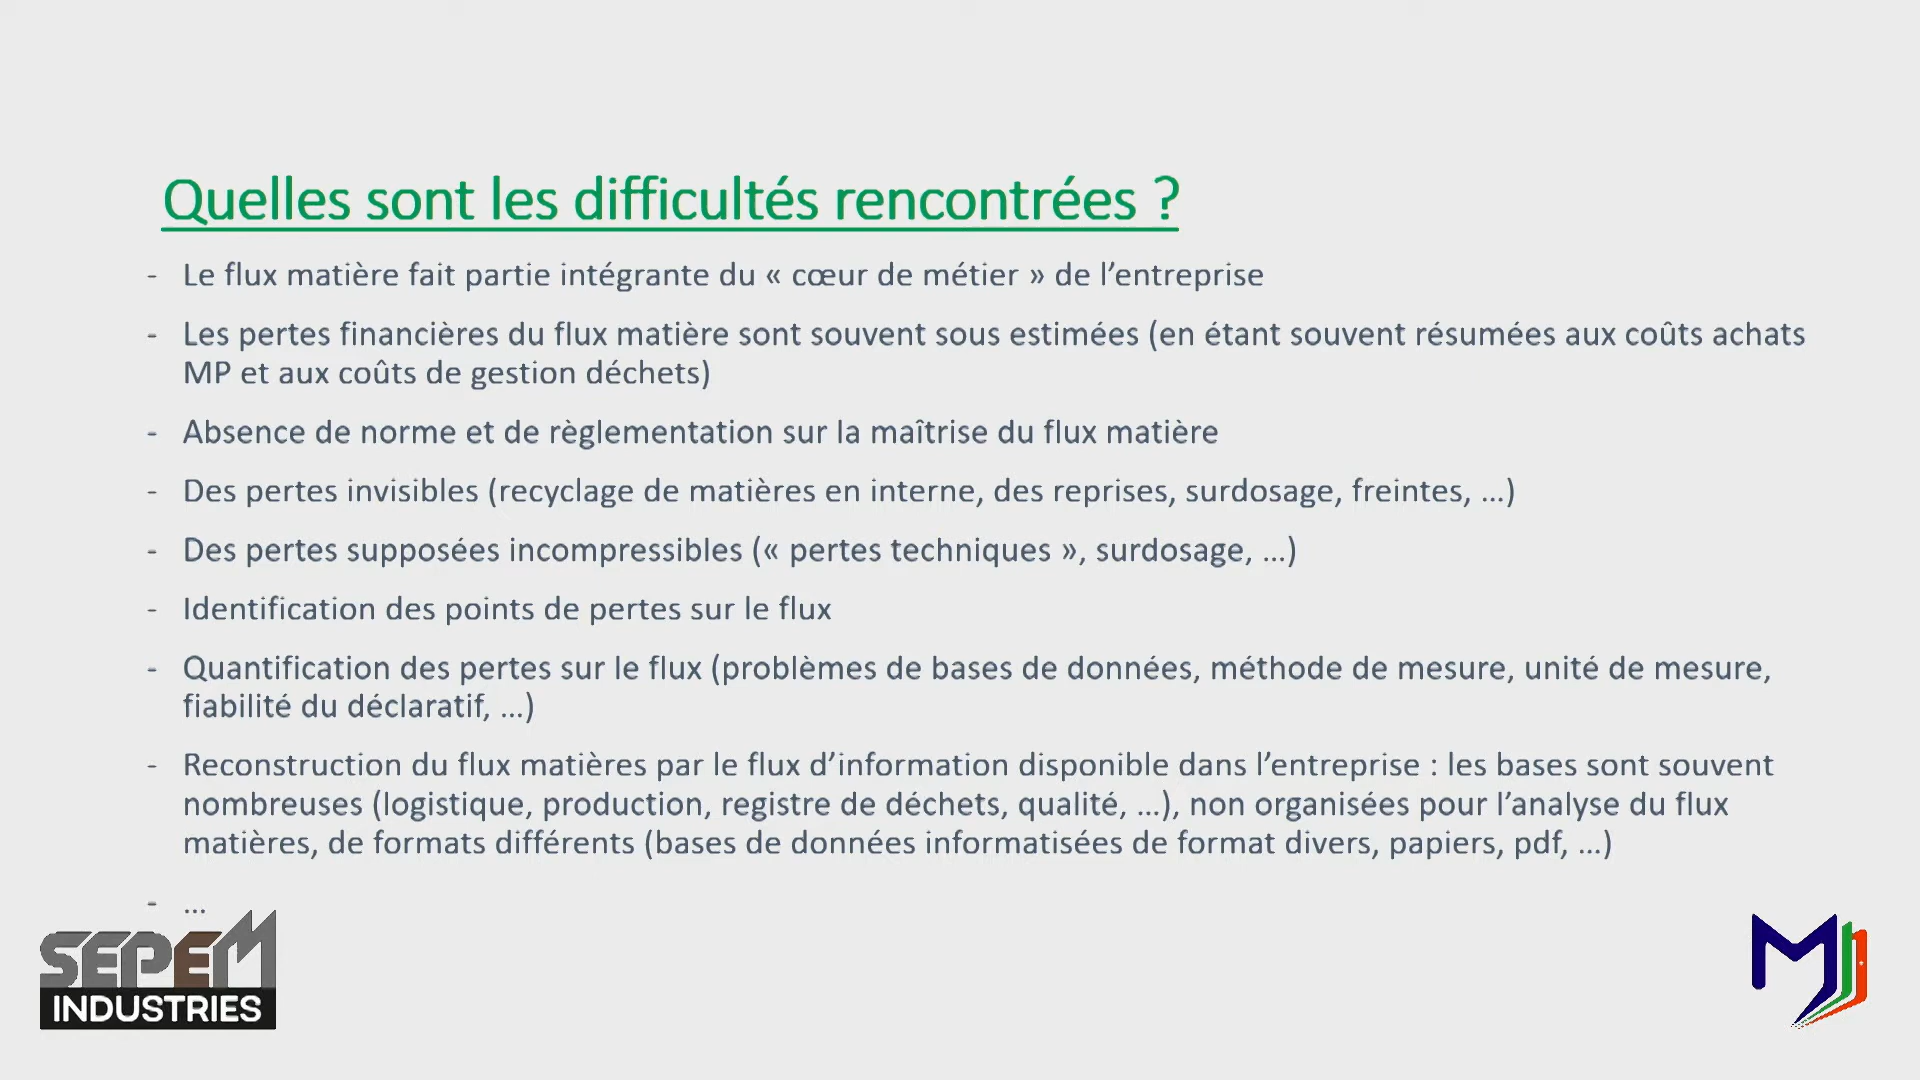 Quelles sont les difficultés rencontrées ?
- Le flux matière fait partie intégrante du « cœur de métier » de l’entreprise
- Les pertes financières du flux matière sont souvent sous estimées (en étant souvent résumées aux coûts achats
MP et aux coûts de gestion déchets)
- Absence de norme et de règlementation sur la maîtrise du flux matière
- Des pertes invisibles (recyclage de matières en interne, des reprises, surdosage, freintes, ...)
- Des pertes supposées incompressibles (« pertes techniques », surdosage, ...)
- Identification des points de pertes sur le flux
- Quantification des pertes sur le flux (problèmes de bases de données, méthode de mesure, unité de mesure,
fiabilité du déclaratif, ...)
- Reconstruction du flux matières par le flux d’information disponible dans l’entreprise : les bases sont souvent
nombreuses (logistique, production, registre de déchets, qualité, ...), non organisées pour l’analyse du flux
matières, de formats différents (bases de données informatisées de format divers, papiers, pdf, ...)
- ...
SEPEM
INDUSTRIES